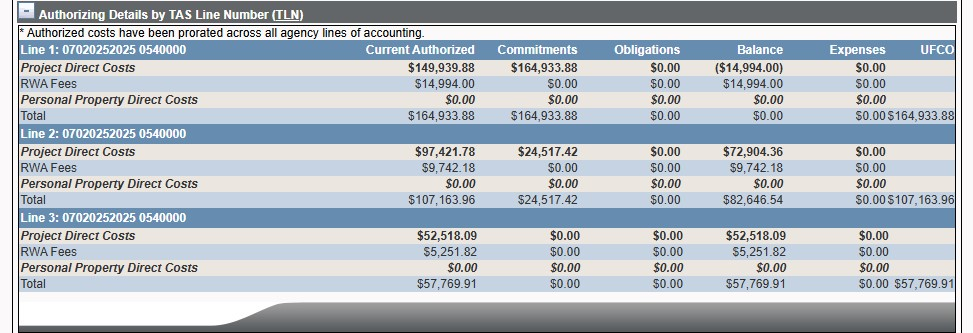 Authorizing Details by TAS Line Number (TLN)
* Authorized costs have been prorated across all agency lines of accounting.
Line 1: 07020252025 0540000 Current Authorized Commitments Obligations Balance Expenses UFCO
Project Direct Costs $149,939.88 $164,933.88 $0.00 ($14,994.00) $0.00
RWA Fees $14,994.00 $0.00 $0.00 $14,994.00 $0.00
Personal Property Direct Costs $0.00 $0.00 $0.00 $0.00 $0.00
Total $164,933.88 $164,933.88 $0.00 $0.00 $0.00 $164,933.88
Line 2: 07020252025 0540000
Project Direct Costs $97,421.78 $24,517.42 $0.00 $72,904.36 $0.00
RWA Fees $9,742.18 $0.00 $0.00 $9,742.18 $0.00
Personal Property Direct Costs $0.00 $0.00 $0.00 $0.00 $0.00
Total $107,163.96 $24,517.42 $0.00 $82,646.54 $0.00 $107,163.96
Line 3: 07020252025 0540000
Project Direct Costs $52,518.09 $0.00 $0.00 $52,518.09 $0.00
RWA Fees $5,251.82 $0.00 $0.00 $5,251.82 $0.00
Personal Property Direct Costs $0.00 $0.00 $0.00 $0.00 $0.00
Total $57,769.91 $0.00 $0.00 $57,769.91 $0.00 $57,769.91